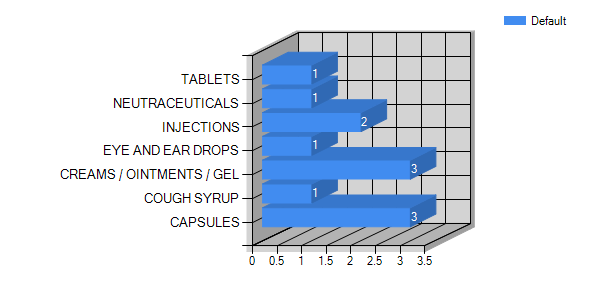 Default
TABLETS
1
NEUTRACEUTICALS
1
INJECTIONS
2
EYE AND EAR DROPS
1
CREAMS / OINTMENTS / GEL
3
COUGH SYRUP
1
CAPSULES
3
0 0.5 1 1.5 2 2.5 3 3.5